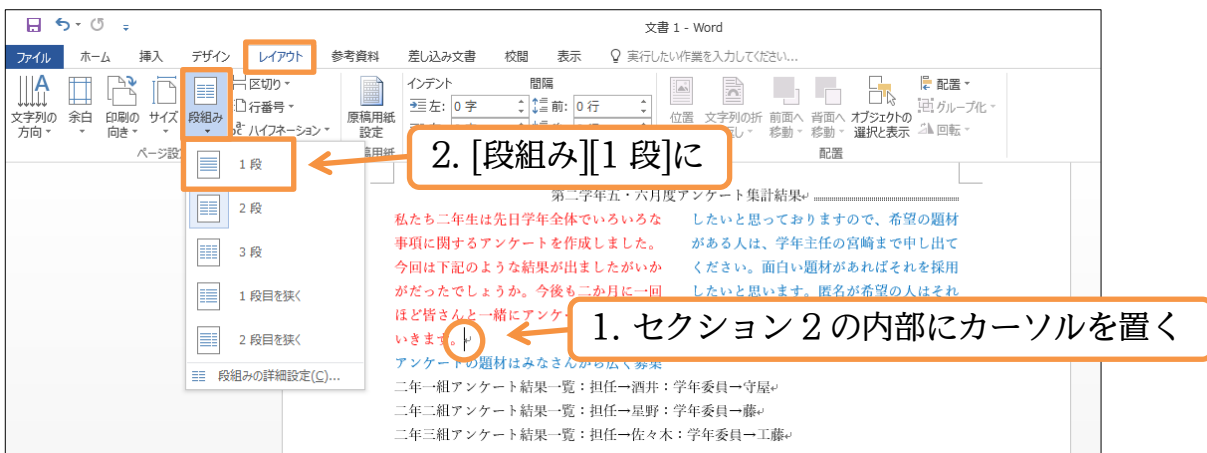 文書 1 - Word
ファイル ホーム 挿入 デザイン レイアウト 参考資料 差し込み文書 校閲 表示 実行したい作業を入力してください...
文字列の方向 余白 印刷の向き サイズ 段組み
区切り
行番号
ハイフネーション
原稿用紙設定
インデント 間隔
左: 0 字 前: 0 行
位置 文字列の折 前面へ移動 背面へ移動 オブジェクトの選択と表示
配置
グループ化
回転
ページ設
配置
1 段
2 段
3 段
1 段目を狭く
2 段目を狭く
段組みの詳細設定(C)...
2. [段組み][1 段]に
第二学年五・六月度アンケート集計結果
私たち二年生は先日学年全体でいろいろな
事項に関するアンケートを作成しました。
今回は下記のような結果が出ましたがいか
がだったでしょうか。今後も二か月に一回
ほど皆さんと一緒にアンケ
いきます。
アンケートの題材はみなさんから広く募集
したいと思っておりますので、希望の題材
がある人は、学年主任の宮崎まで申し出て
ください。面白い題材があればそれを採用
したいと思います。匿名が希望の人はそれ
1. セクション 2 の内部にカーソルを置く
二年一組アンケート結果一覧：担任→酒井：学年委員→守屋
二年二組アンケート結果一覧：担任→星野：学年委員→藤
二年三組アンケート結果一覧：担任→佐々木：学年委員→工藤